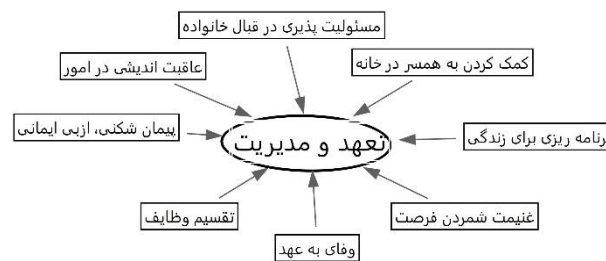 مسئولیت پذیری در قبال خانواده
کمک کردن به همسر در خانه
عاقبت اندیشی در امور
برنامه ریزی برای زندگی
تعهد و مدیریت
پیمان شکنی، ازبی ایمانی
غنیمت شمردن فرصت
تقسیم وظایف
وفای به عهد